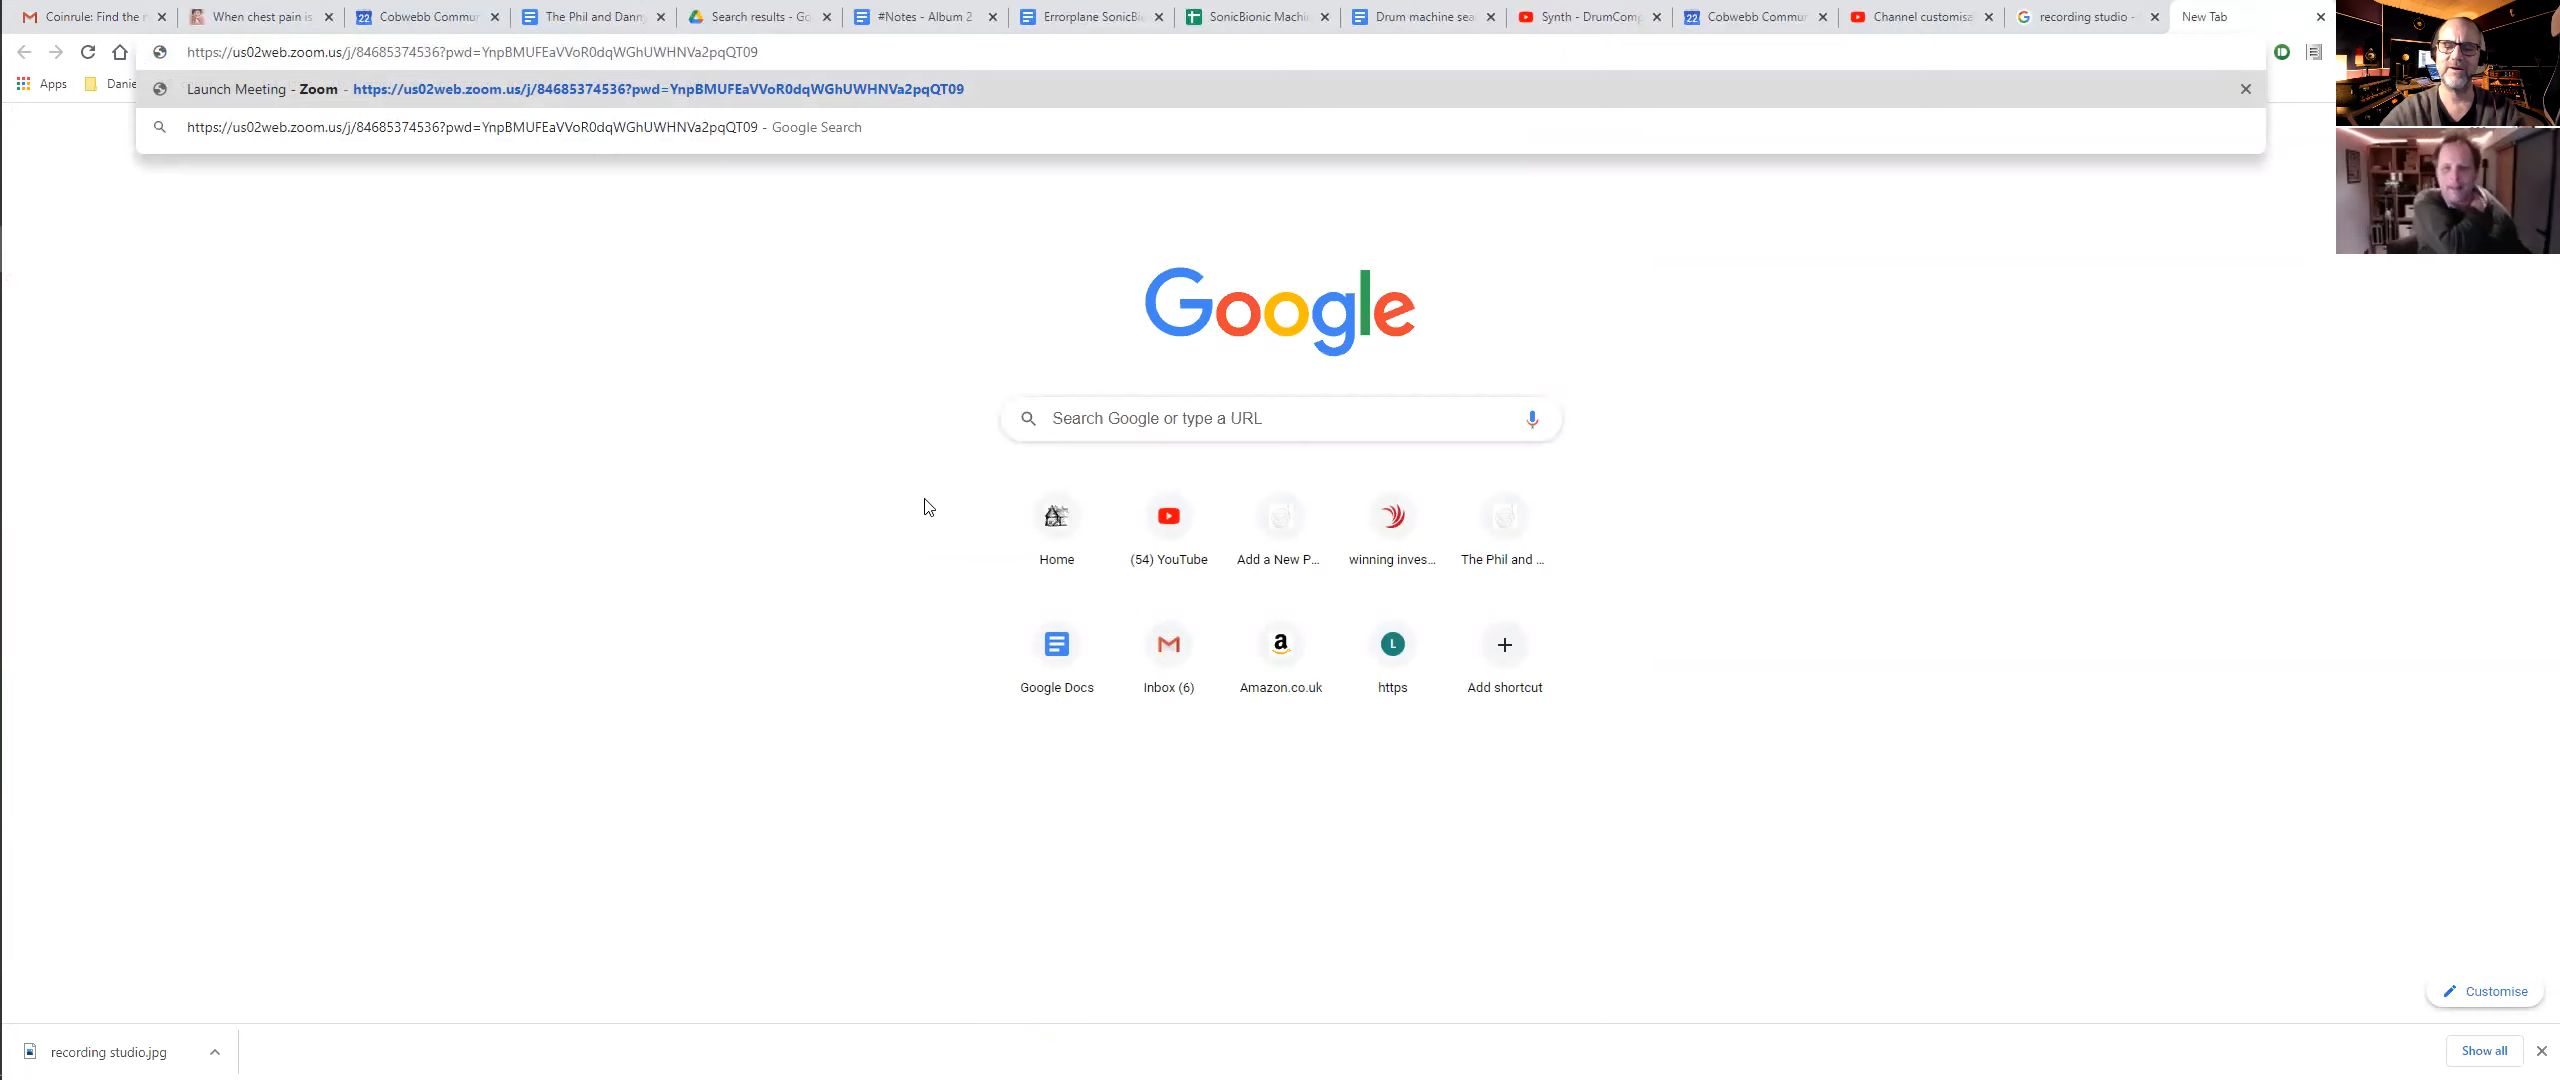 Coinrule: Find the
When chest pain is
Cobwebb Commun
The Phil and Danny
Search results - Go
#Notes - Album 2
Errorplane SonicBi
SonicBionic Machi
Drum machine sea
Synth - DrumComp
Cobwebb Commun
Channel customisa
recording studio -
New Tab
https://us02web.zoom.us/j/84685374536?pwd=YnpBMUFEaVVoR0dqWGhUWHNVa2pqQT09
Apps
Danie
Launch Meeting - Zoom - https://us02web.zoom.us/j/84685374536?pwd=YnpBMUFEaVVoR0dqWGhUWHNVa2pqQT09
https://us02web.zoom.us/j/84685374536?pwd=YnpBMUFEaVVoR0dqWGhUWHNVa2pqQT09 - Google Search
Google
Search Google or type a URL
Home
(54) YouTube
Add a New P...
winning inves...
The Phil and ...
L
Google Docs
Inbox (6)
Amazon.co.uk
https
Add shortcut
Customise
recording studio.jpg
Show all